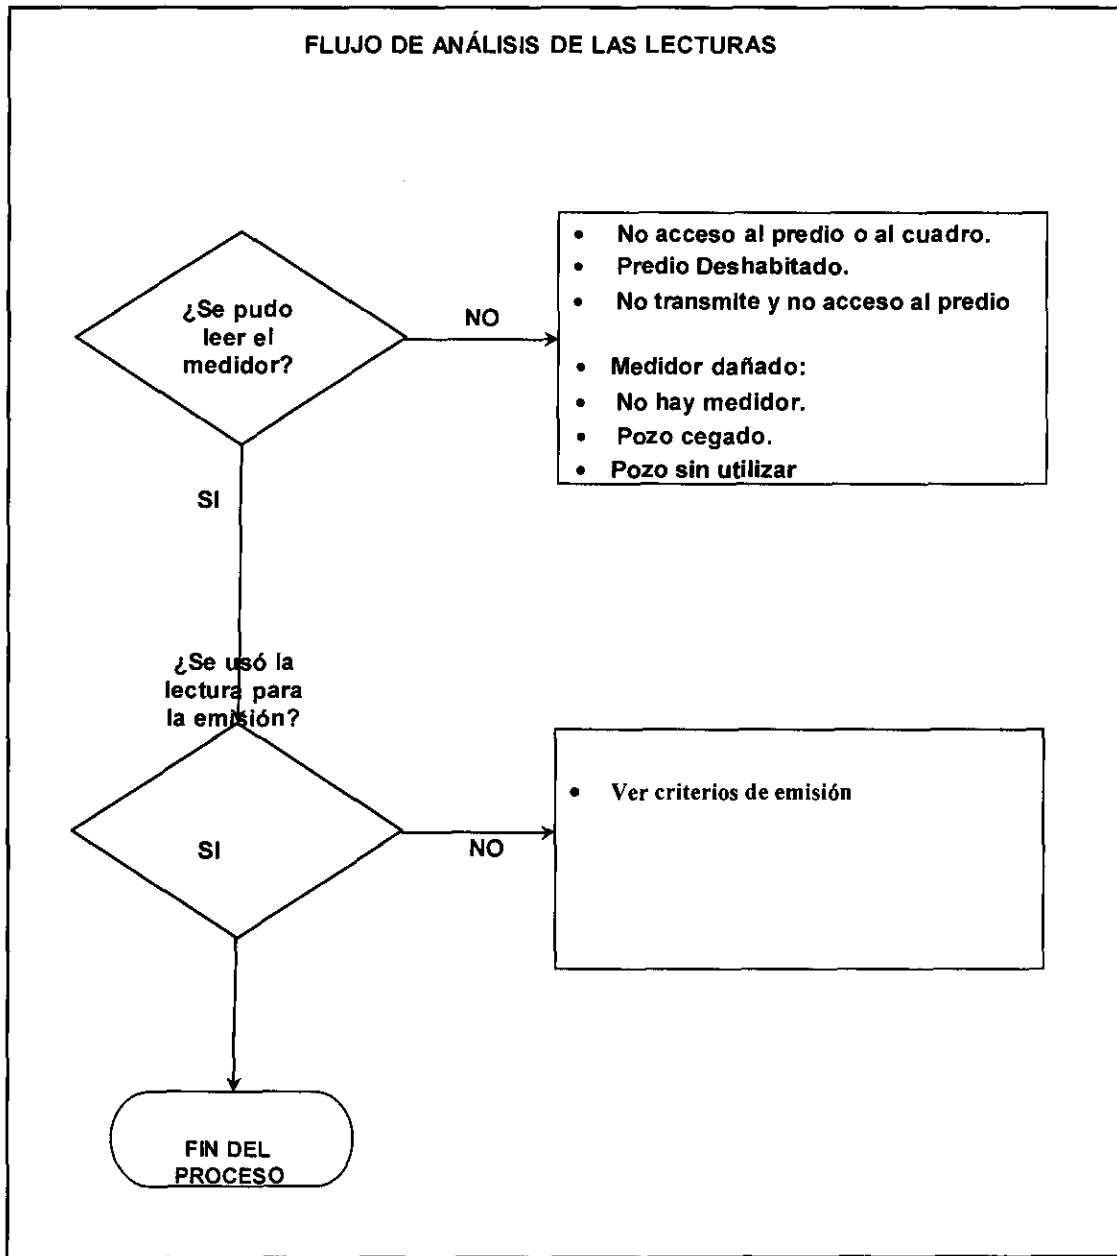 FLUJO DE ANÁLISIS DE LAS LECTURAS
¿Se pudo
leer el
medidor?
NO
• No acceso al predio o al cuadro.
• Predio Deshabitado.
• No transmite y no acceso al predio
• Medidor dañado:
• No hay medidor.
• Pozo cegado.
• Pozo sin utilizar
SI
¿Se usó la
lectura para
la emisión?
SI
NO
• Ver criterios de emisión
FIN DEL
PROCESO